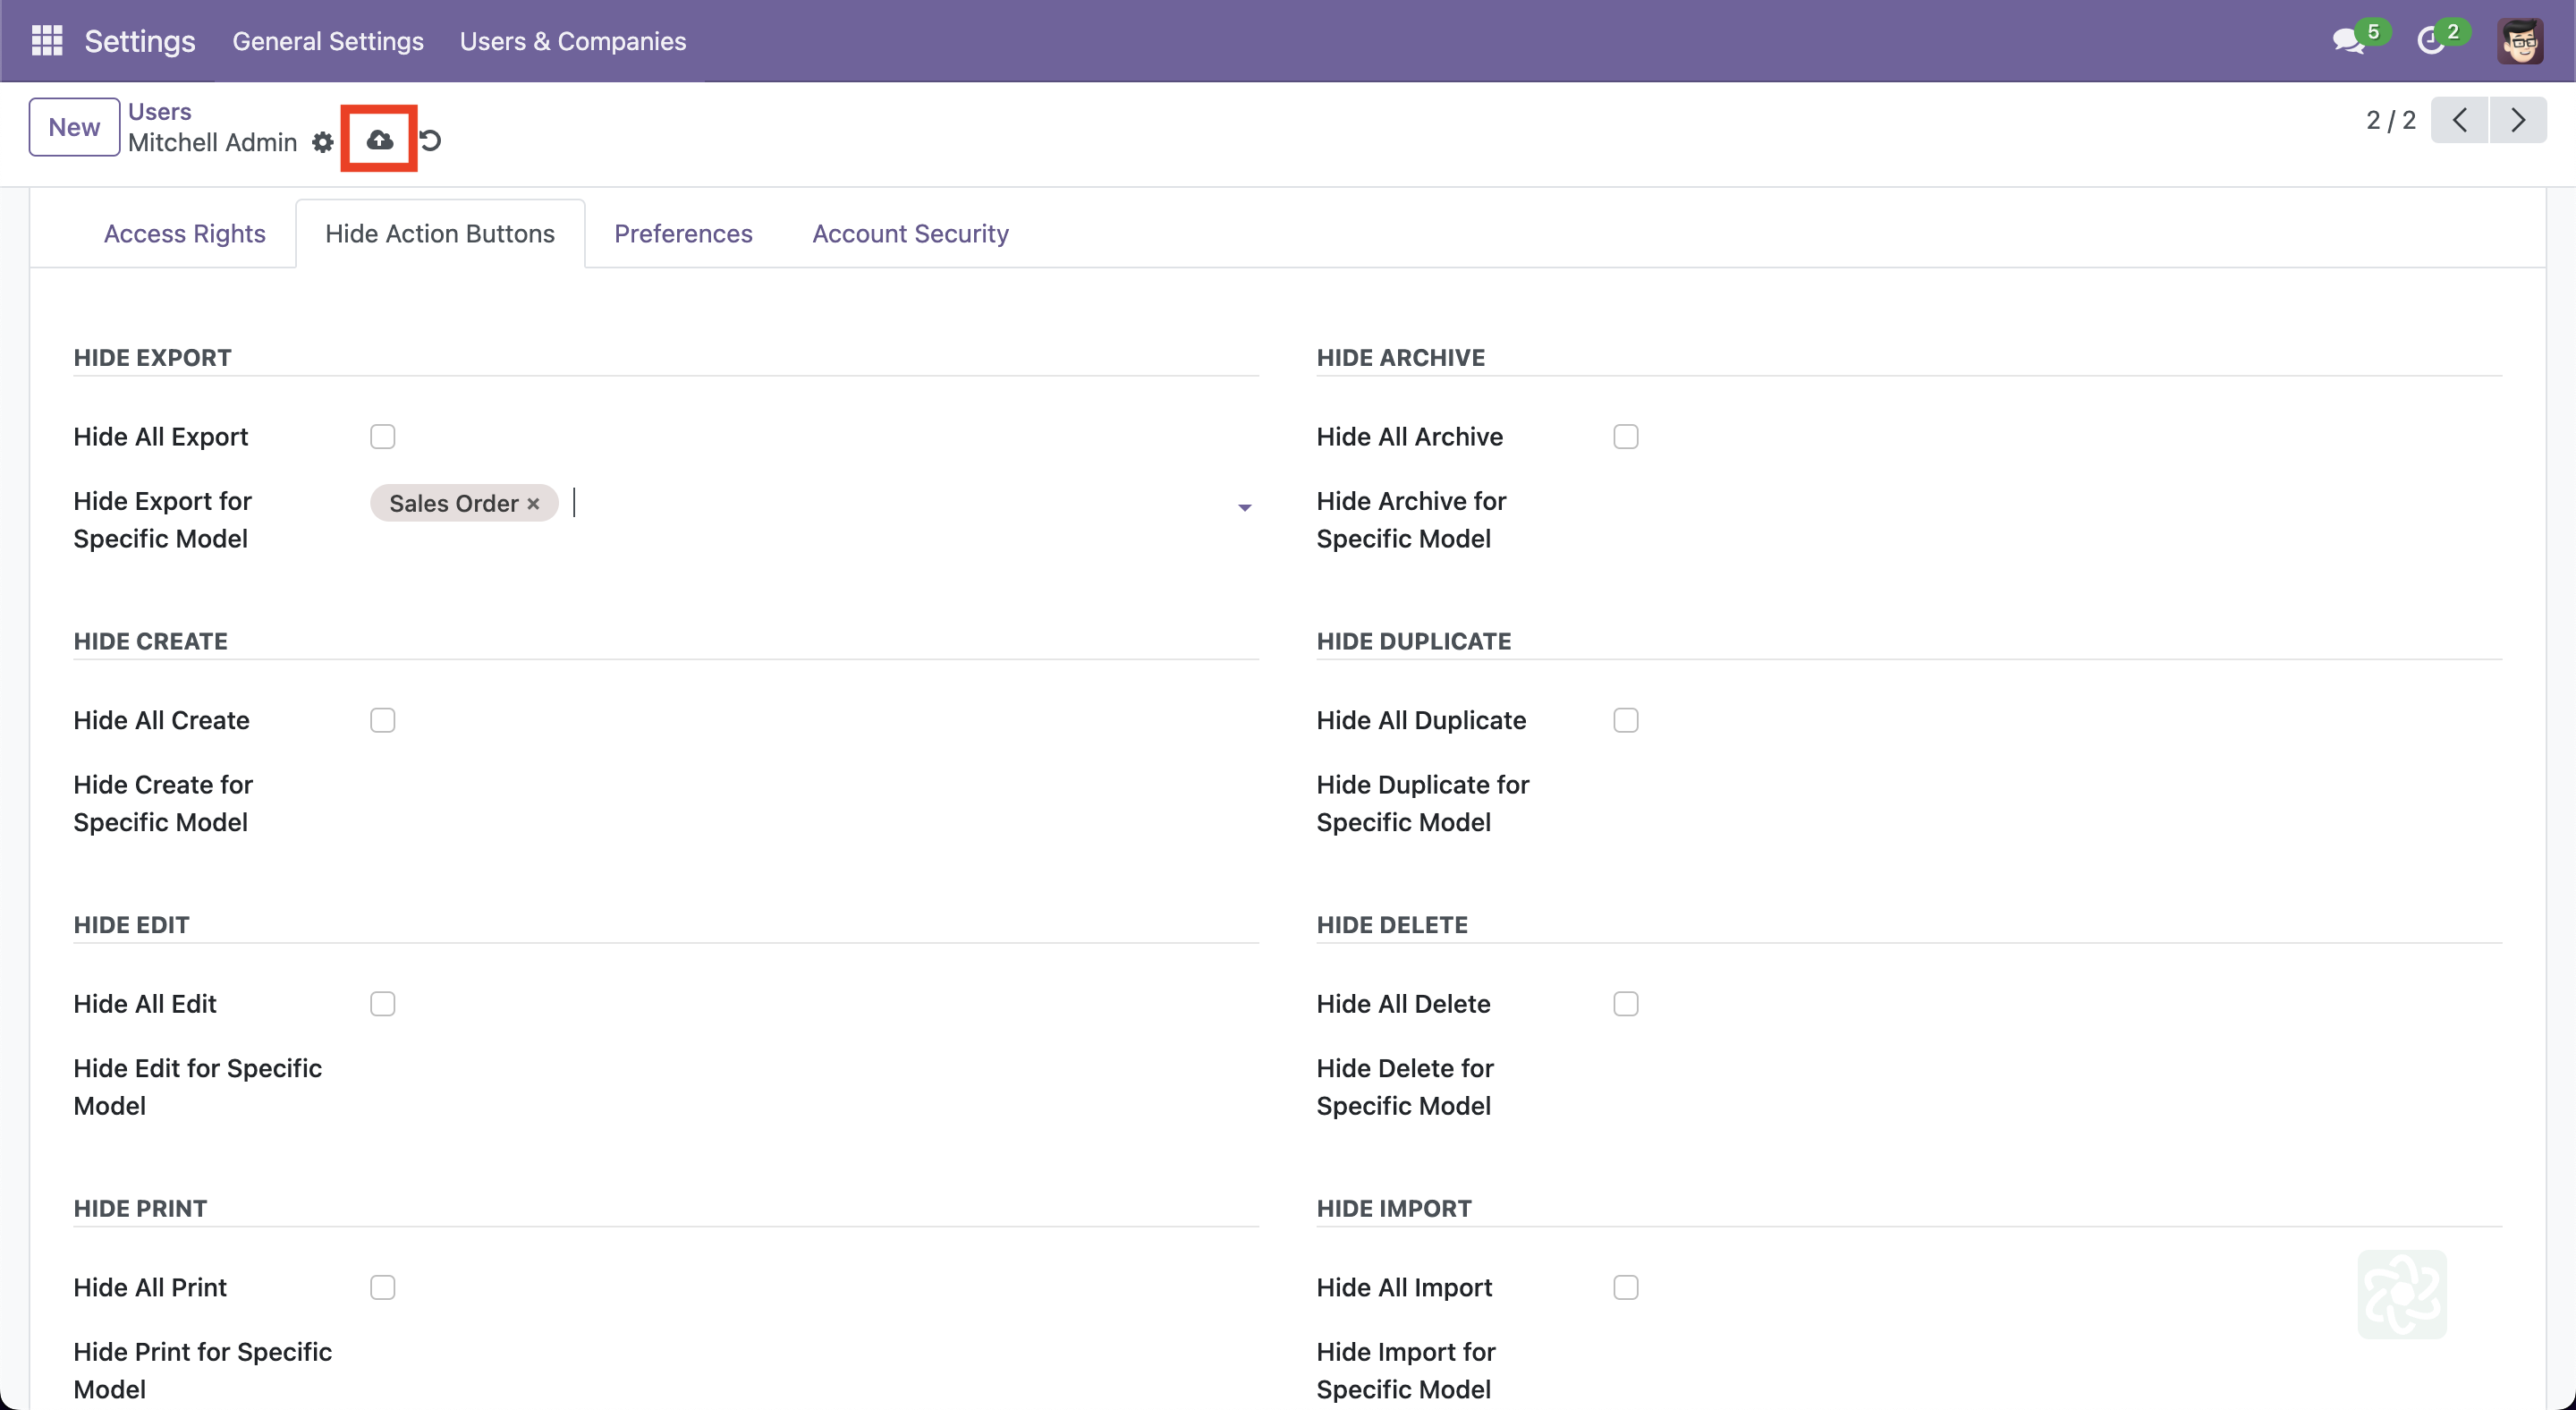 Settings General Settings Users & Companies 5 2
New Users 2 / 2
Mitchell Admin
Access Rights Hide Action Buttons Preferences Account Security
HIDE EXPORT
Hide All Export
Hide Export for
Specific Model
Sales Order ×
HIDE ARCHIVE
Hide All Archive
Hide Archive for
Specific Model
HIDE CREATE
Hide All Create
Hide Create for
Specific Model
HIDE DUPLICATE
Hide All Duplicate
Hide Duplicate for
Specific Model
HIDE EDIT
Hide All Edit
Hide Edit for Specific
Model
HIDE DELETE
Hide All Delete
Hide Delete for
Specific Model
HIDE PRINT
Hide All Print
Hide Print for Specific
Model
HIDE IMPORT
Hide All Import
Hide Import for
Specific Model